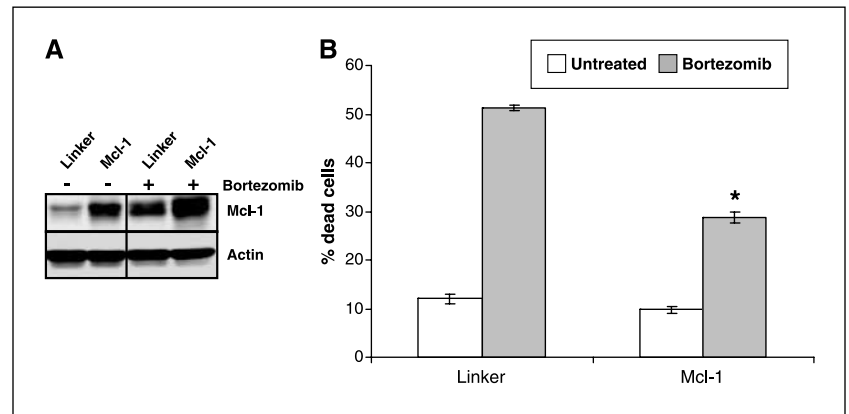 A
Linker Mcl-1 Linker Mcl-1
- - + + Bortezomib
Mcl-1
Actin
B
Untreated Bortezomib
% dead cells
60
50
40
30
20
10
0
*
Linker Mcl-1